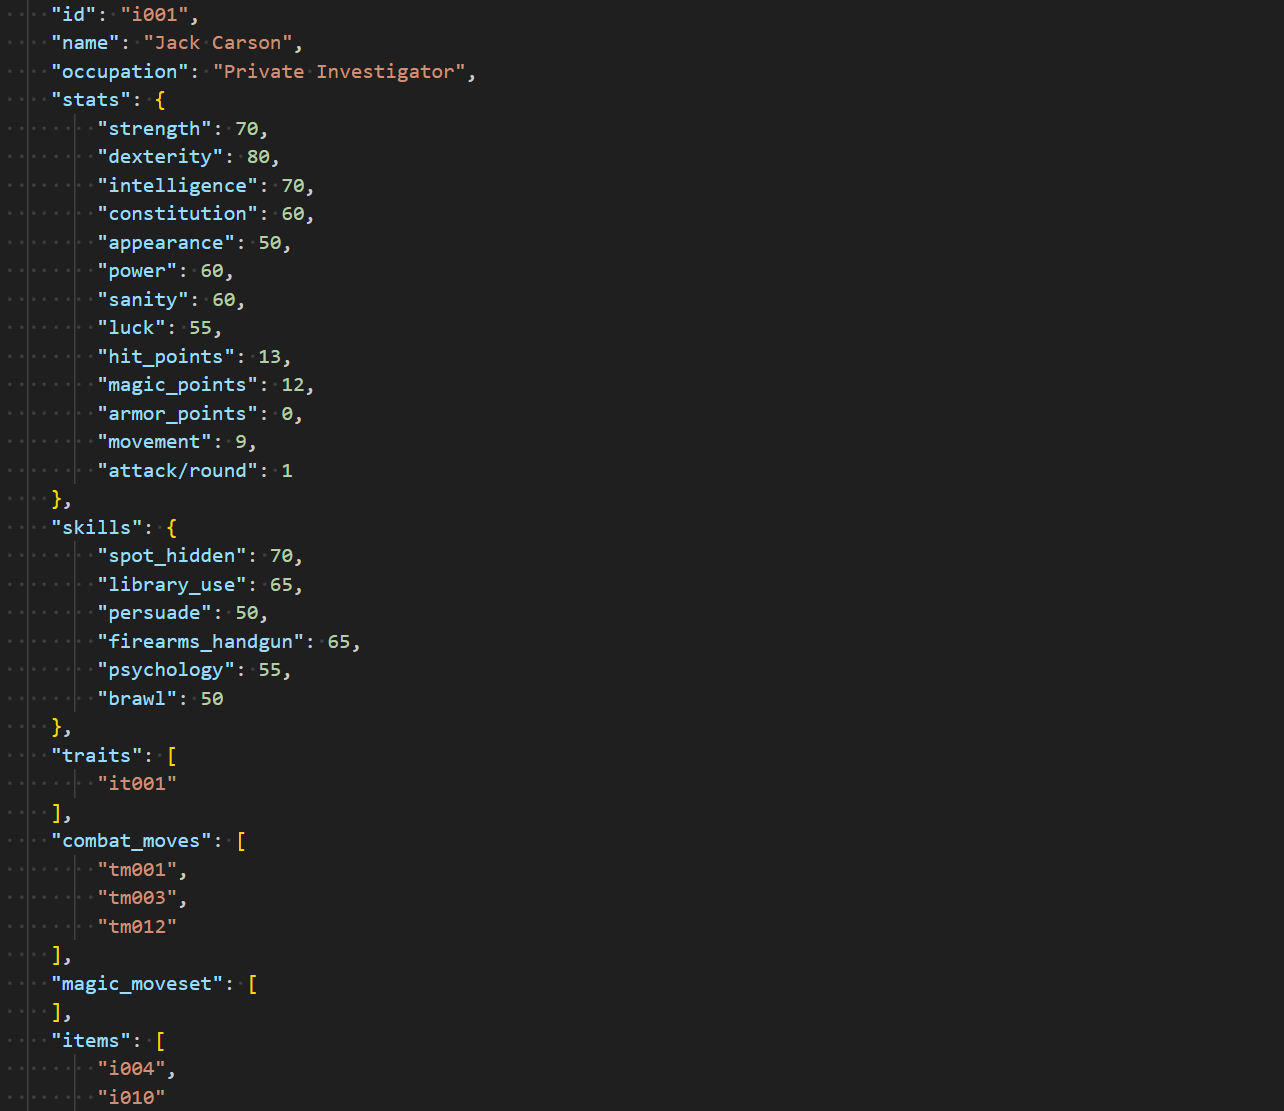 "id": "i001",
"name": "Jack Carson",
"occupation": "Private Investigator",
"stats": {
"strength": 70,
"dexterity": 80,
"intelligence": 70,
"constitution": 60,
"appearance": 50,
"power": 60,
"sanity": 60,
"luck": 55,
"hit_points": 13,
"magic_points": 12,
"armor_points": 0,
"movement": 9,
"attack/round": 1
},
"skills": {
"spot_hidden": 70,
"library_use": 65,
"persuade": 50,
"firearms_handgun": 65,
"psychology": 55,
"brawl": 50
},
"traits": [
"it001"
],
"combat_moves": [
"tm001",
"tm003",
"tm012"
],
"magic_moveset": [
],
"items": [
"i004",
"i010"